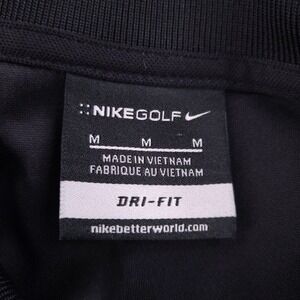 NIKEGOLF
M M M
MADE IN VIETNAM
FABRIQUE AU VIETNAM
DRI-FIT
nikebetterworld.com